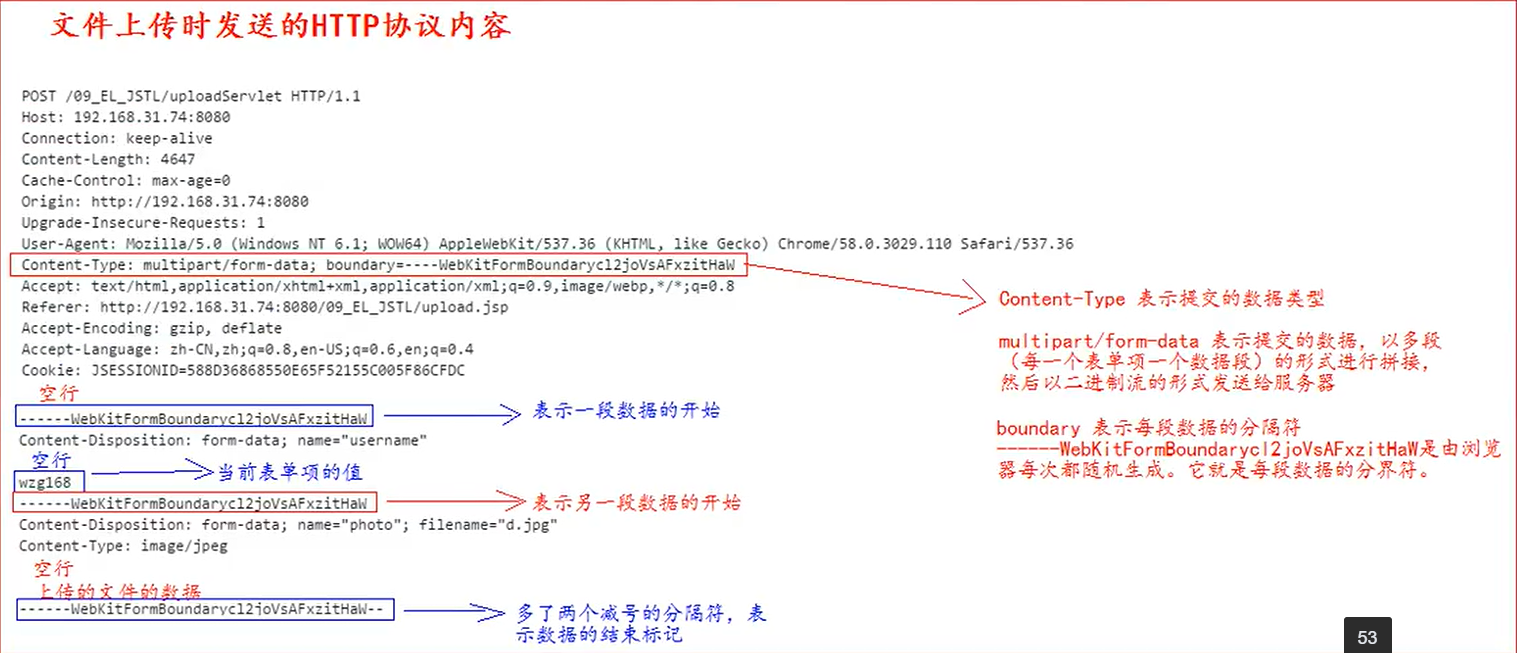 文件上传时发送的HTTP协议内容
POST /09_EL_JSTL/uploadServlet HTTP/1.1
Host: 192.168.31.74:8080
Connection: keep-alive
Content-Length: 4647
Cache-Control: max-age=0
Origin: http://192.168.31.74:8080
Upgrade-Insecure-Requests: 1
User-Agent: Mozilla/5.0 (Windows NT 6.1; WOW64) AppleWebKit/537.36 (KHTML, like Gecko) Chrome/58.0.3029.110 Safari/537.36
Content-Type: multipart/form-data; boundary=----WebKitFormBoundarycl2joVsAFxzitHaW
Accept: text/html,application/xhtml+xml,application/xml;q=0.9,image/webp,*/*;q=0.8
Referer: http://192.168.31.74:8080/09_EL_JSTL/upload.jsp
Accept-Encoding: gzip, deflate
Accept-Language: zh-CN,zh;q=0.8,en-US;q=0.6,en;q=0.4
Cookie: JSESSIONID=588D36868550E65F52155C005F86CFDC
空行
------WebKitFormBoundarycl2joVsAFxzitHaW
表示一段数据的开始
Content-Disposition: form-data; name="username"
空行
wzg168
当前表单项的值
------WebKitFormBoundarycl2joVsAFxzitHaW
表示另一段数据的开始
Content-Disposition: form-data; name="photo"; filename="d.jpg"
Content-Type: image/jpeg
空行
上传的文件的数据
------WebKitFormBoundarycl2joVsAFxzitHaW--
多了两个减号的分隔符，表
示数据的结束标记
Content-Type 表示提交的数据类型
multipart/form-data 表示提交的数据，以多段
（每一个表单项一个数据段）的形式进行拼接，
然后以二进制流的形式发送给服务器
boundary 表示每段数据的分隔符
------WebKitFormBoundarycl2joVsAFxzitHaW是由浏览
器每次都随机生成。它就是每段数据的分界符。
53